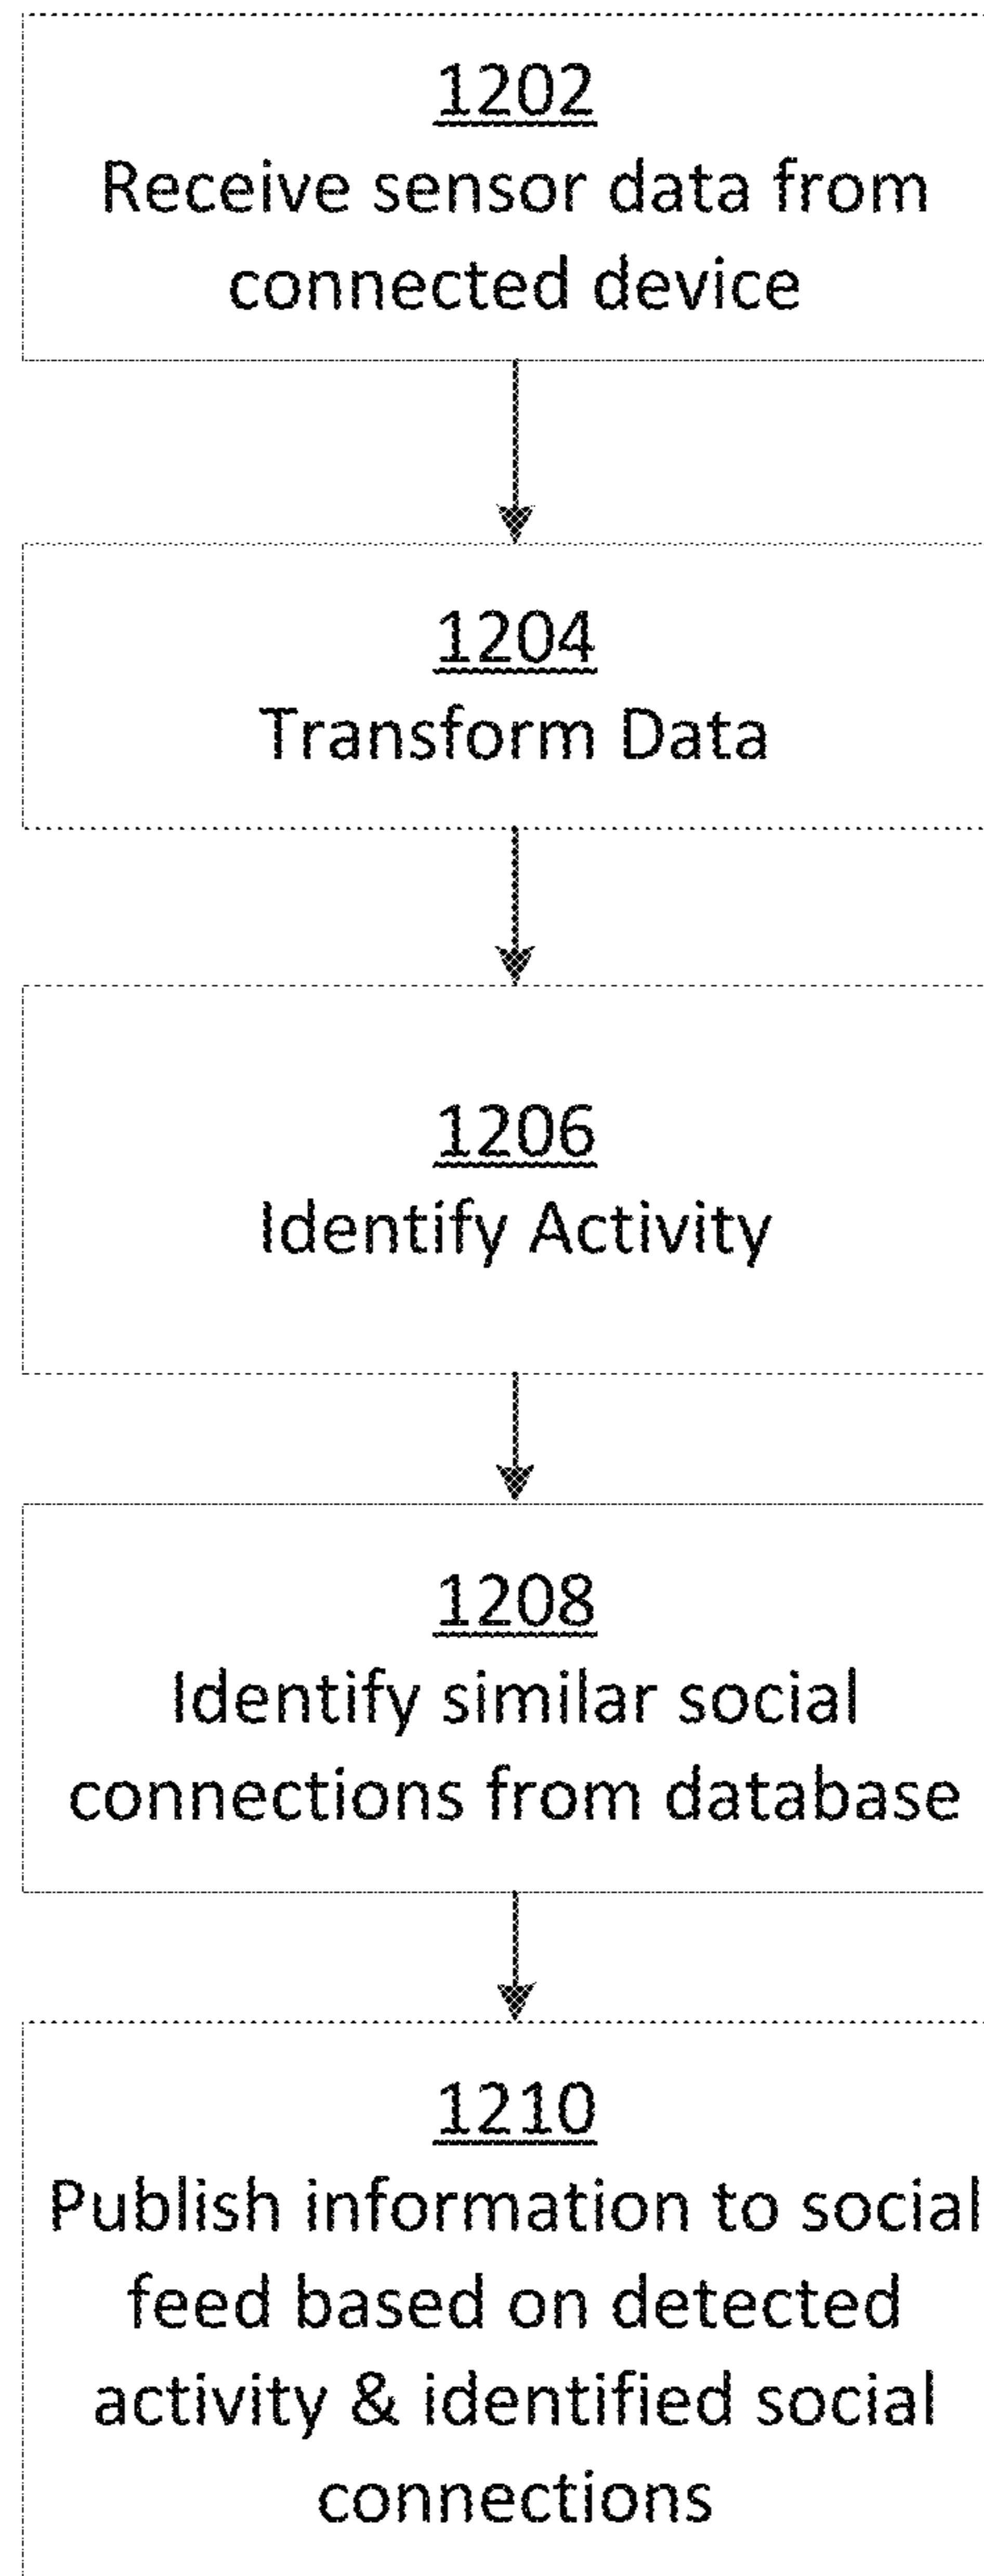 1202
Receive sensor data from
connected device
1204
Transform Data
1206
Identify Activity
1208
Identify similar social
connections from database
1210
Publish information to social
feed based on detected
activity & identified social
connections